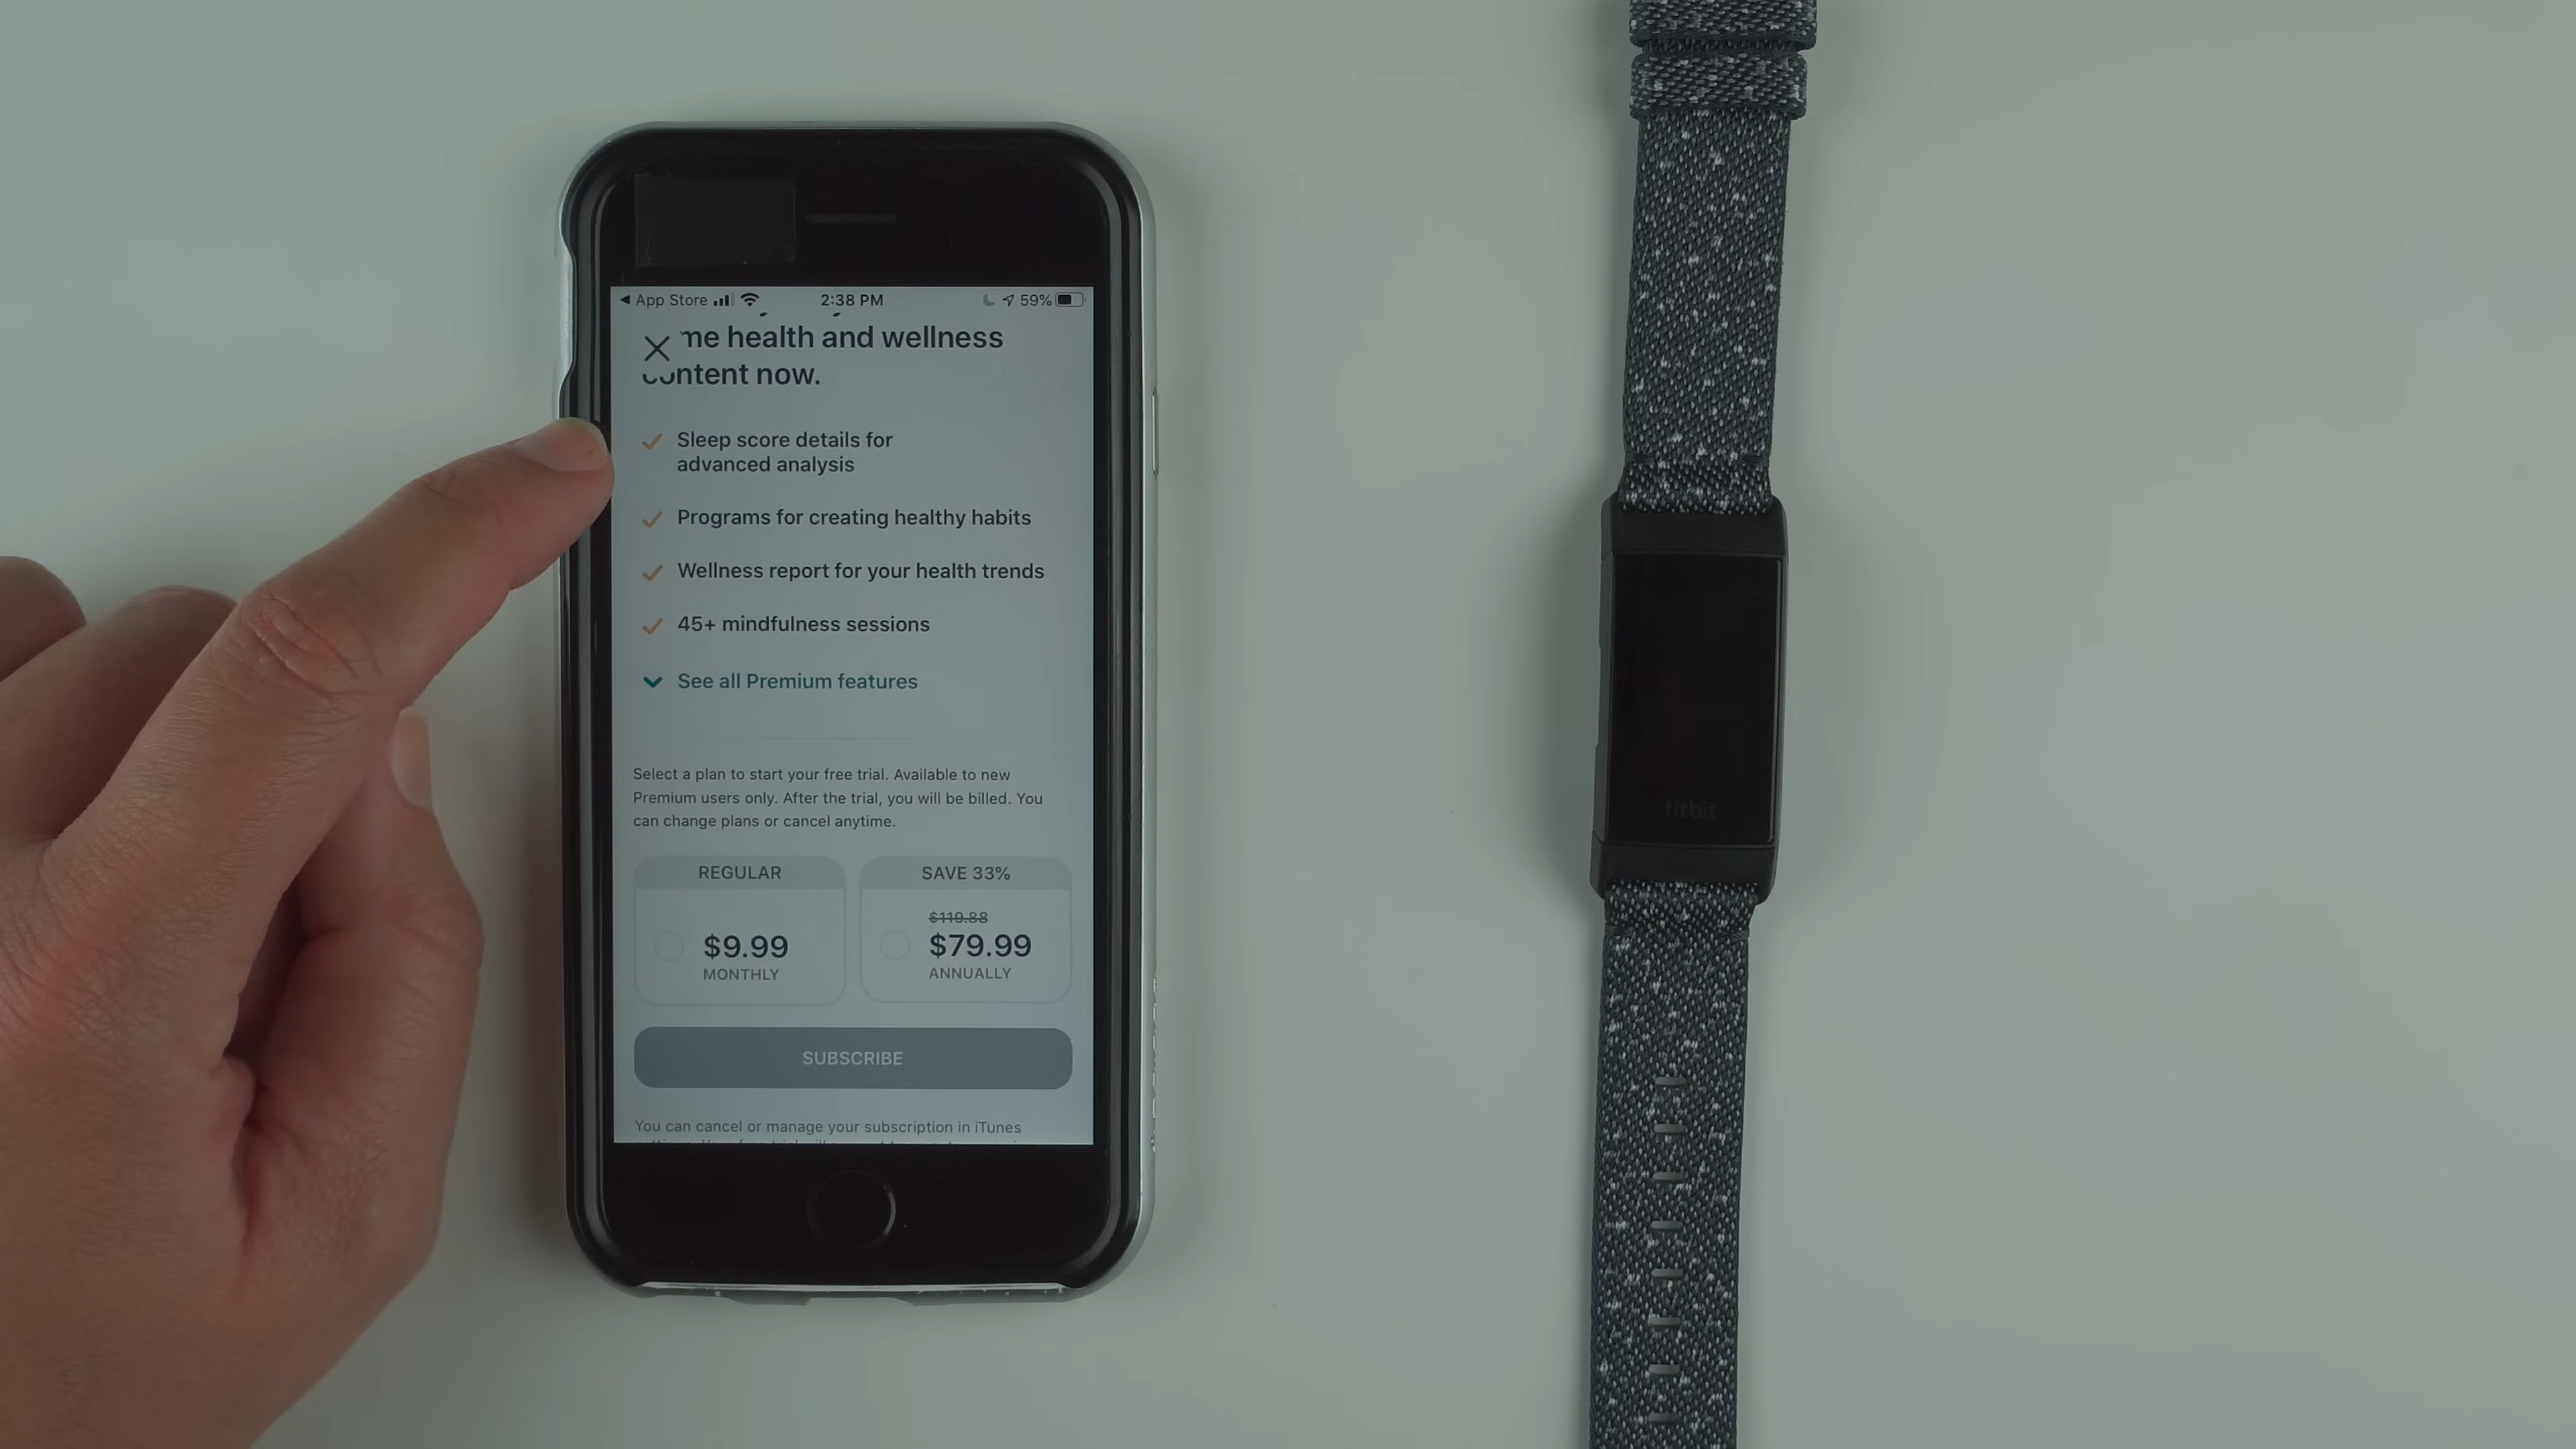 App Store 2:38 PM 59%
me health and wellness
content now.
Sleep score details for
advanced analysis
Programs for creating healthy habits
Wellness report for your health trends
45+ mindfulness sessions
See all Premium features
Select a plan to start your free trial. Available to new
Premium users only. After the trial, you will be billed. You
can change plans or cancel anytime.
REGULAR
$9.99
MONTHLY
SAVE 33%
$119.88
$79.99
ANNUALLY
SUBSCRIBE
You can cancel or manage your subscription in iTunes
fitbit